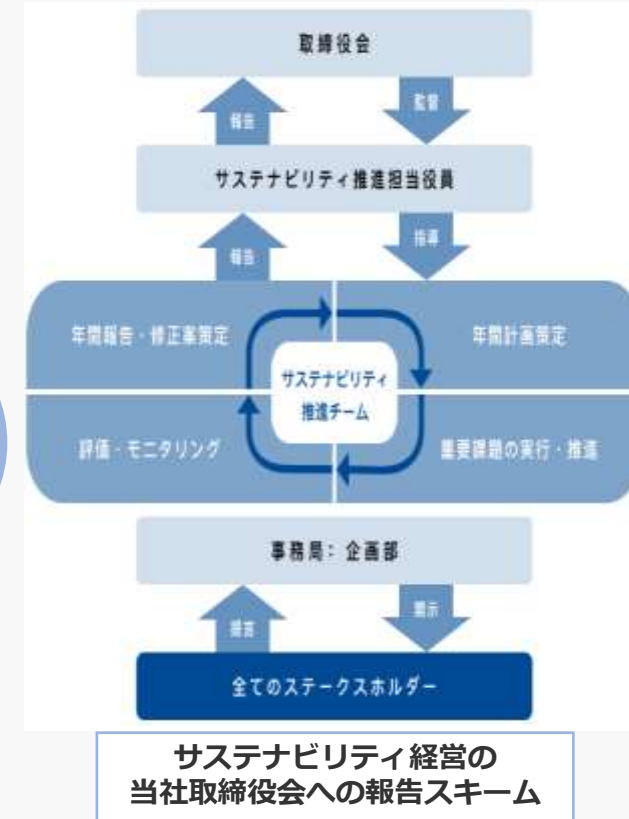 取締役会
報告
監督
サステナビリティ推進担当役員
報告
指導
年間報告・修正案策定
年間計画策定
サステナビリティ
推進チーム
評価・モニタリング
重要課題の実行・推進
事務局：企画部
提言
開示
全てのステークスホルダー
サステナビリティ経営の
当社取締役会への報告スキーム